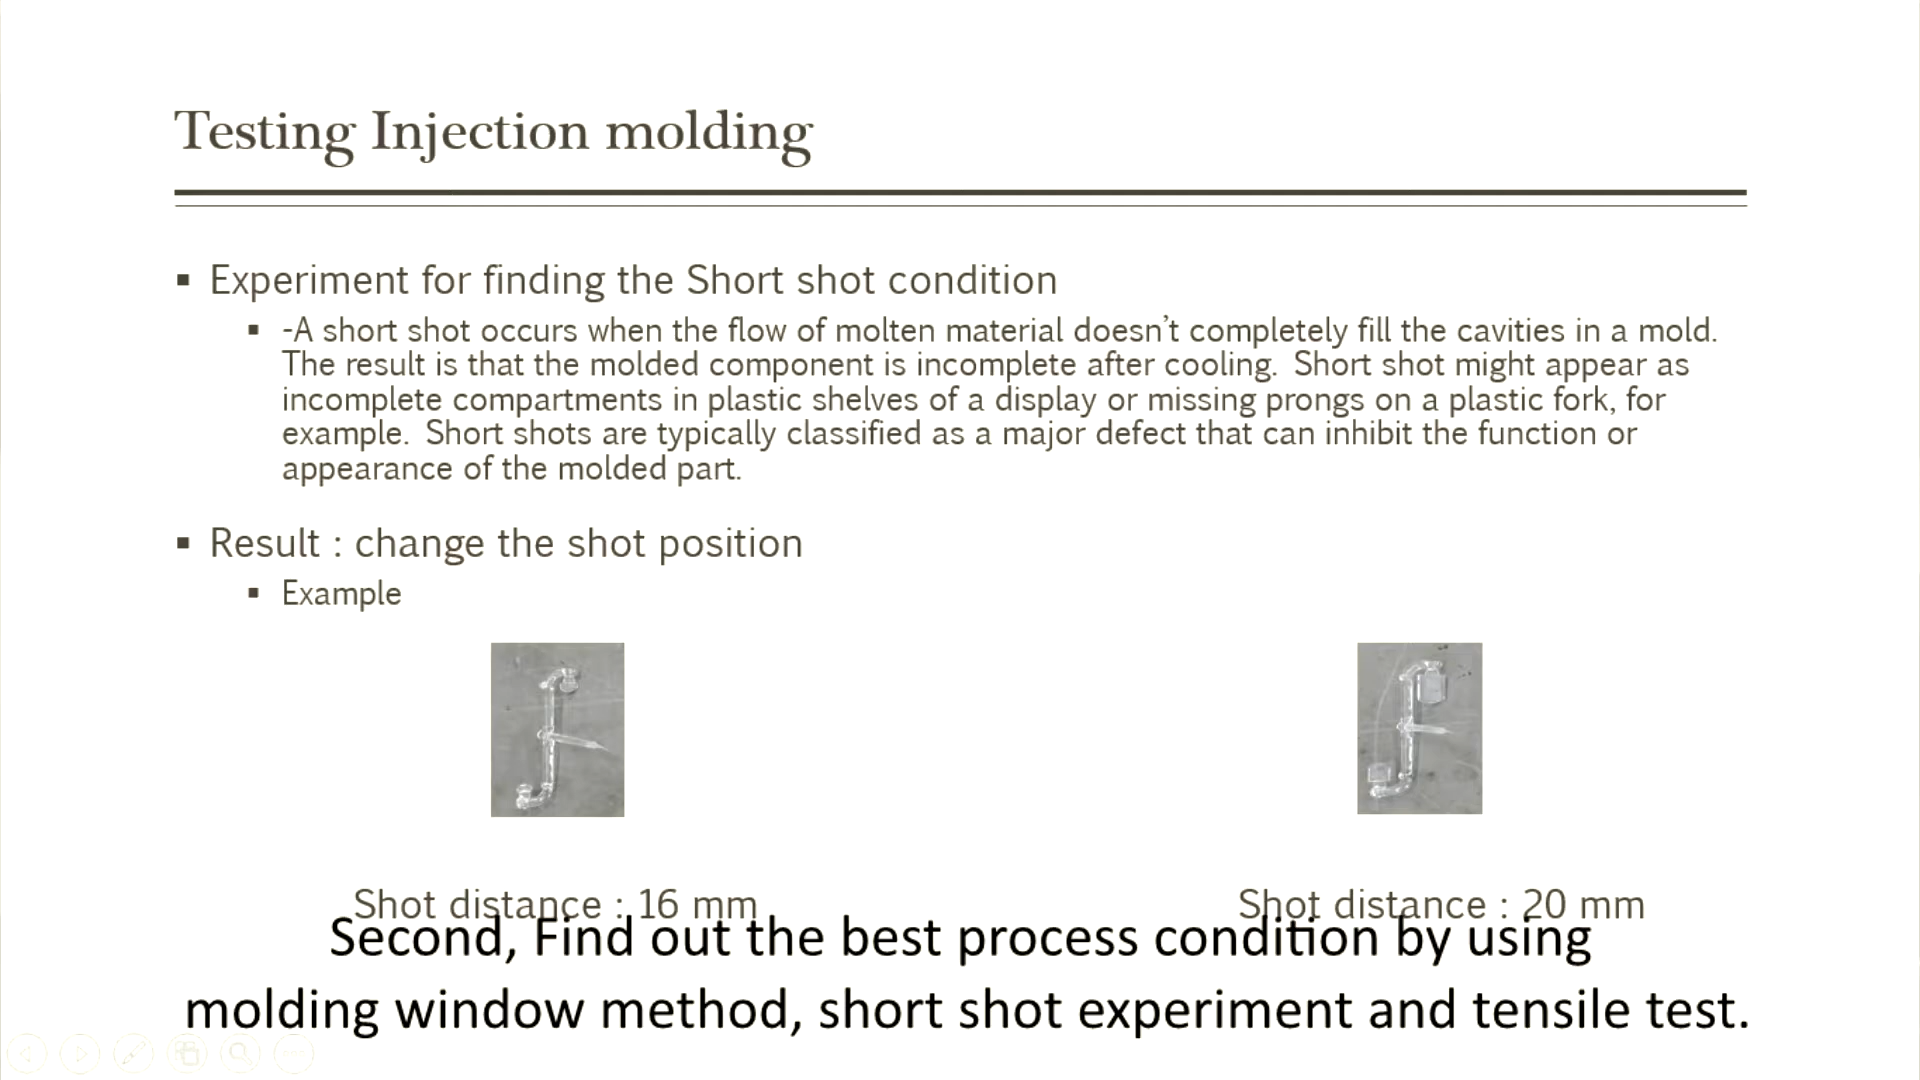 Testing Injection molding
▪ Experiment for finding the Short shot condition
▪ -A short shot occurs when the flow of molten material doesn’t completely fill the cavities in a mold.
The result is that the molded component is incomplete after cooling.  Short shot might appear as
incomplete compartments in plastic shelves of a display or missing prongs on a plastic fork, for
example.  Short shots are typically classified as a major defect that can inhibit the function or
appearance of the molded part.
▪ Result : change the shot position
▪ Example
Shot distance : 16 mm
Shot distance : 20 mm
Second, Find out the best process condition by using
molding window method, short shot experiment and tensile test.